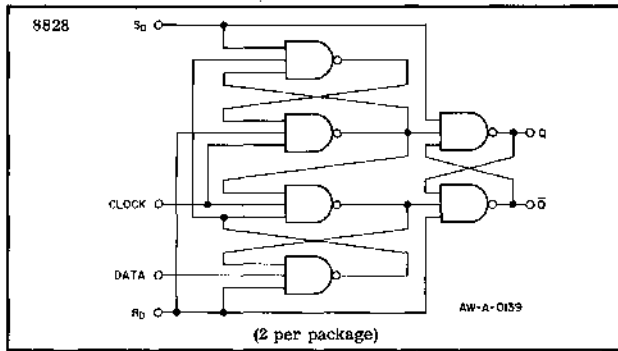 8828
S_D
Q
CLOCK
Q̅
DATA
R_D
AW-A-0139
(2 per package)